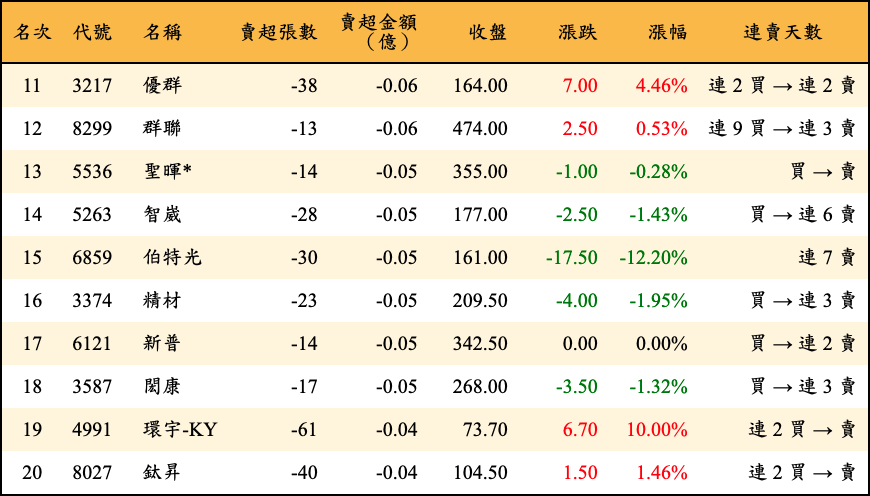 名次 代號 名稱 賣超張數 賣超金額（億） 收盤 漲跌 漲幅 連賣天數
11 3217 優群 -38 -0.06 164.00 7.00 4.46% 連 2 買 → 連 2 賣
12 8299 群聯 -13 -0.06 474.00 2.50 0.53% 連 9 買 → 連 3 賣
13 5536 聖暉* -14 -0.05 355.00 -1.00 -0.28% 買 → 賣
14 5263 智崴 -28 -0.05 177.00 -2.50 -1.43% 買 → 連 6 賣
15 6859 伯特光 -30 -0.05 161.00 -17.50 -12.20% 連 7 賣
16 3374 精材 -23 -0.05 209.50 -4.00 -1.95% 買 → 連 3 賣
17 6121 新普 -14 -0.05 342.50 0.00 0.00% 買 → 連 2 賣
18 3587 閎康 -17 -0.05 268.00 -3.50 -1.32% 買 → 連 3 賣
19 4991 環宇-KY -61 -0.04 73.70 6.70 10.00% 連 2 買 → 賣
20 8027 鈦昇 -40 -0.04 104.50 1.50 1.46% 連 2 買 → 賣